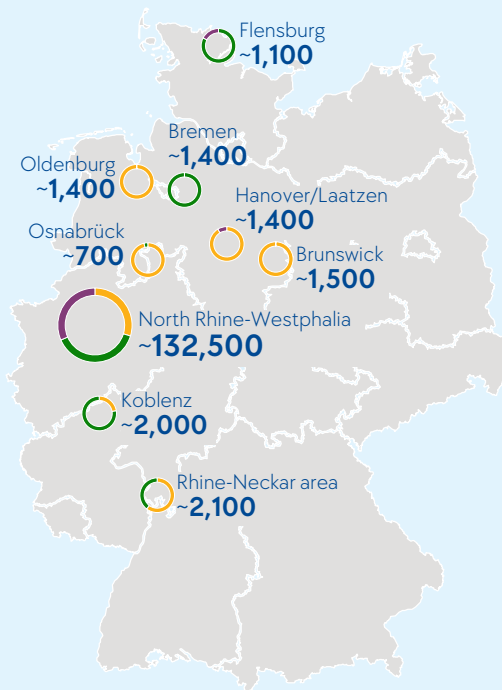 Flensburg
~1,100
Bremen
~1,400
Oldenburg
~1,400
Hanover/Laatzen
~1,400
Osnabrück
~700
Brunswick
~1,500
North Rhine-Westphalia
~132,500
Koblenz
~2,000
Rhine-Neckar area
~2,100